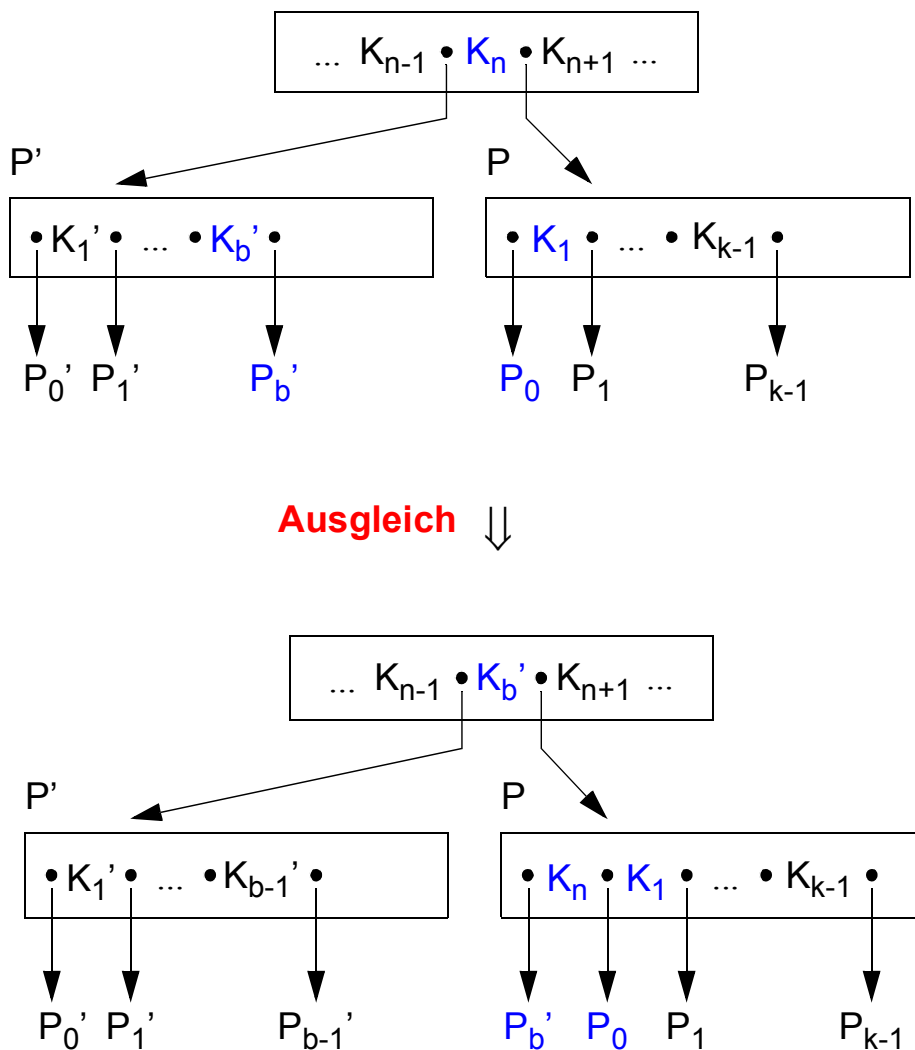 ... K_{n-1} • K_n • K_{n+1} ...
P’ P
• K_1’ • ... • K_b’ • • K_1 • ... • K_{k-1} •
P_0’ P_1’ P_b’ P_0 P_1 P_{k-1}
Ausgleich ⇓
... K_{n-1} • K_b’ • K_{n+1} ...
P’ P
• K_1’ • ... • K_{b-1}’ • • K_n • K_1 • ... • K_{k-1} •
P_0’ P_1’ P_{b-1}’ P_b’ P_0 P_1 P_{k-1}